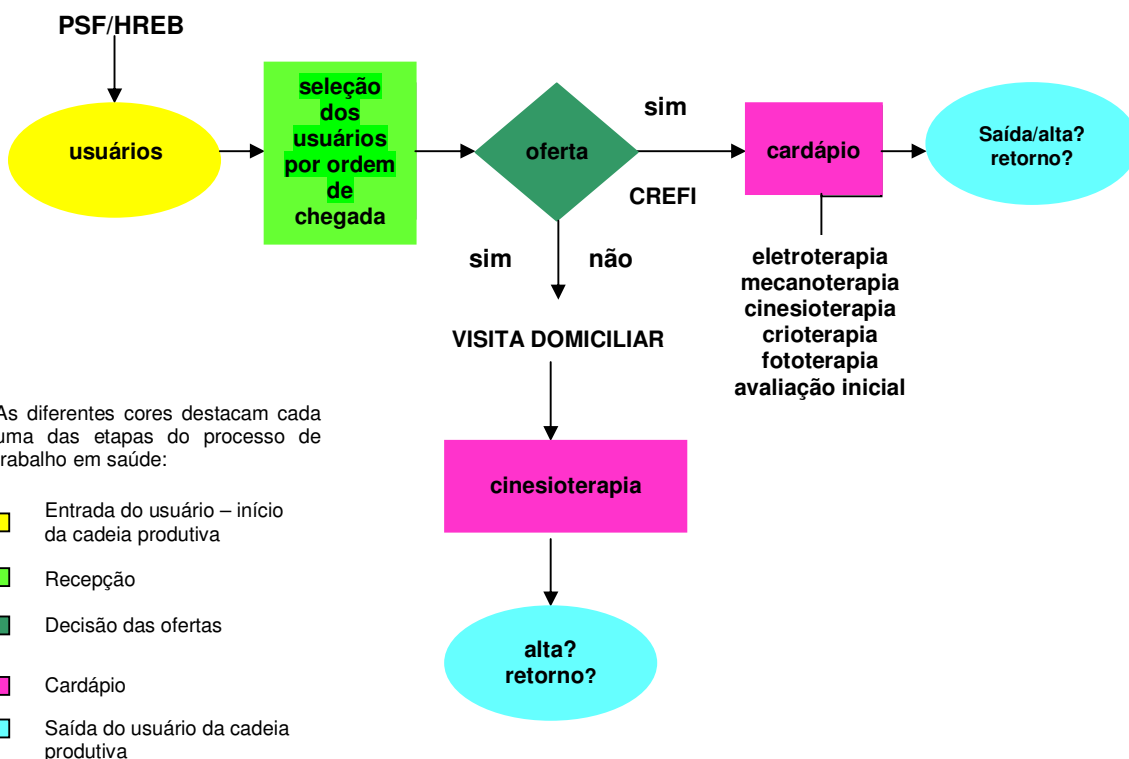 PSF/HREB
usuários
seleção
dos
usuários
por ordem
de
chegada
oferta
sim
CREFI
cardápio
Saída/alta?
retorno?
sim não
eletroterapia
mecanoterapia
cinesioterapia
crioterapia
fototerapia
avaliação inicial
VISITA DOMICILIAR
cinesioterapia
alta?
retorno?
As diferentes cores destacam cada
uma das etapas do processo de
trabalho em saúde:
Entrada do usuário – início
da cadeia produtiva
Recepção
Decisão das ofertas
Cardápio
Saída do usuário da cadeia
produtiva